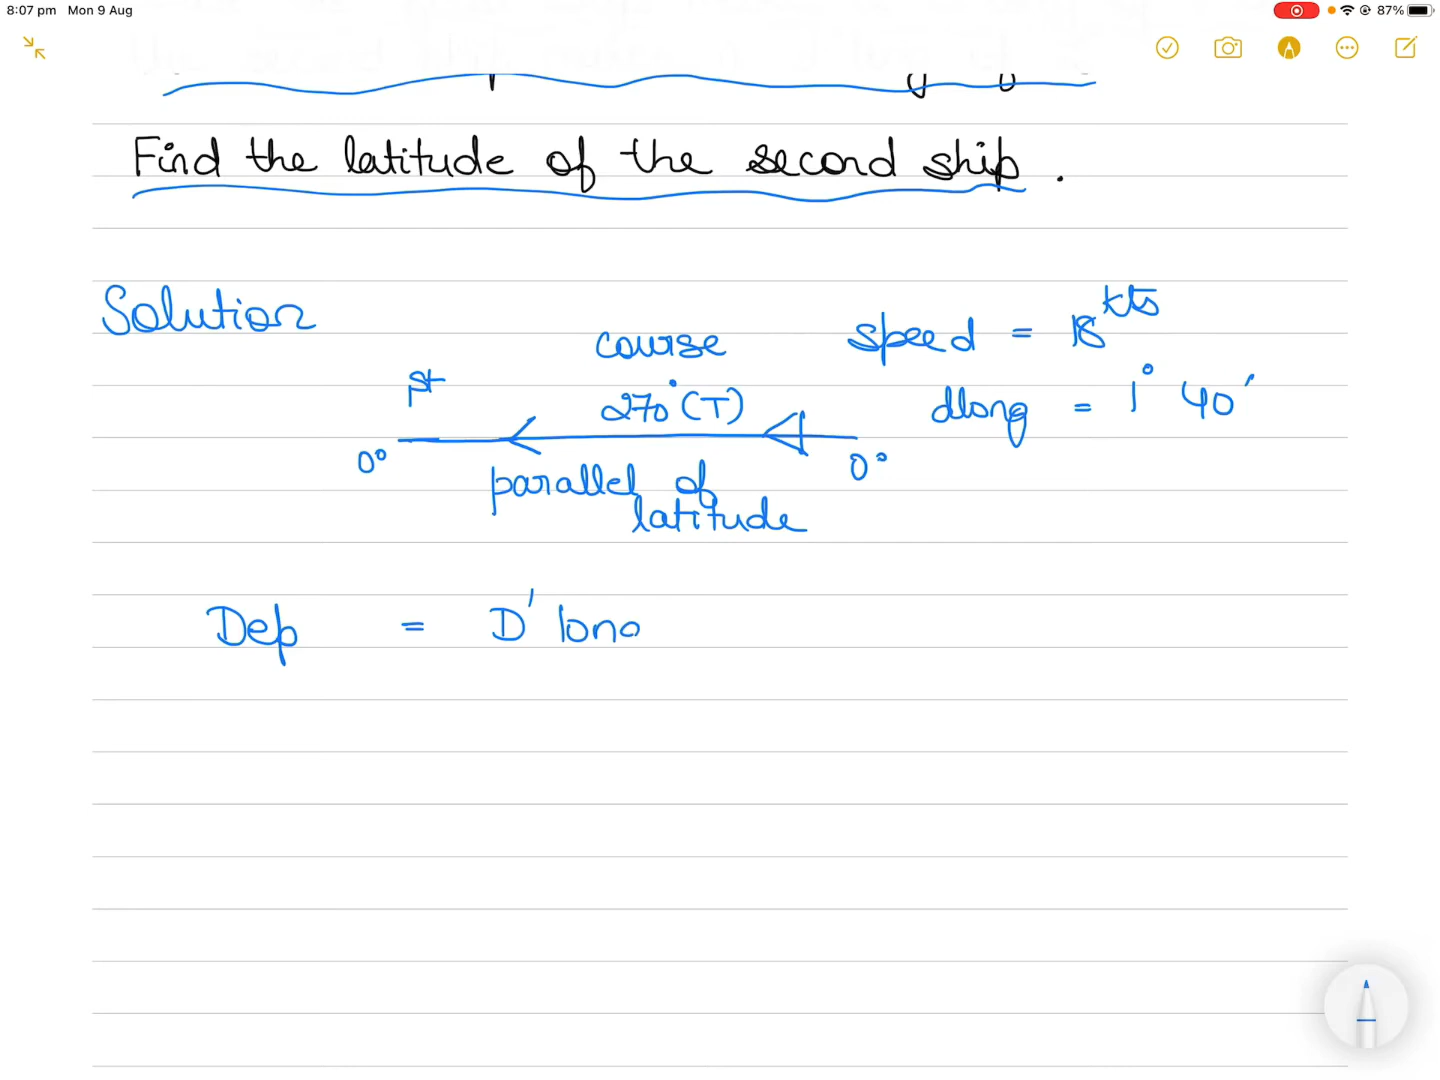 8:07 pm Mon 9 Aug
87%
Find the latitude of the second ship.
Solution
speed = 18 kts
course
1st
270°(T)
dlong = 1° 40'
0°
0°
parallel of
latitude
Dep = D' lono